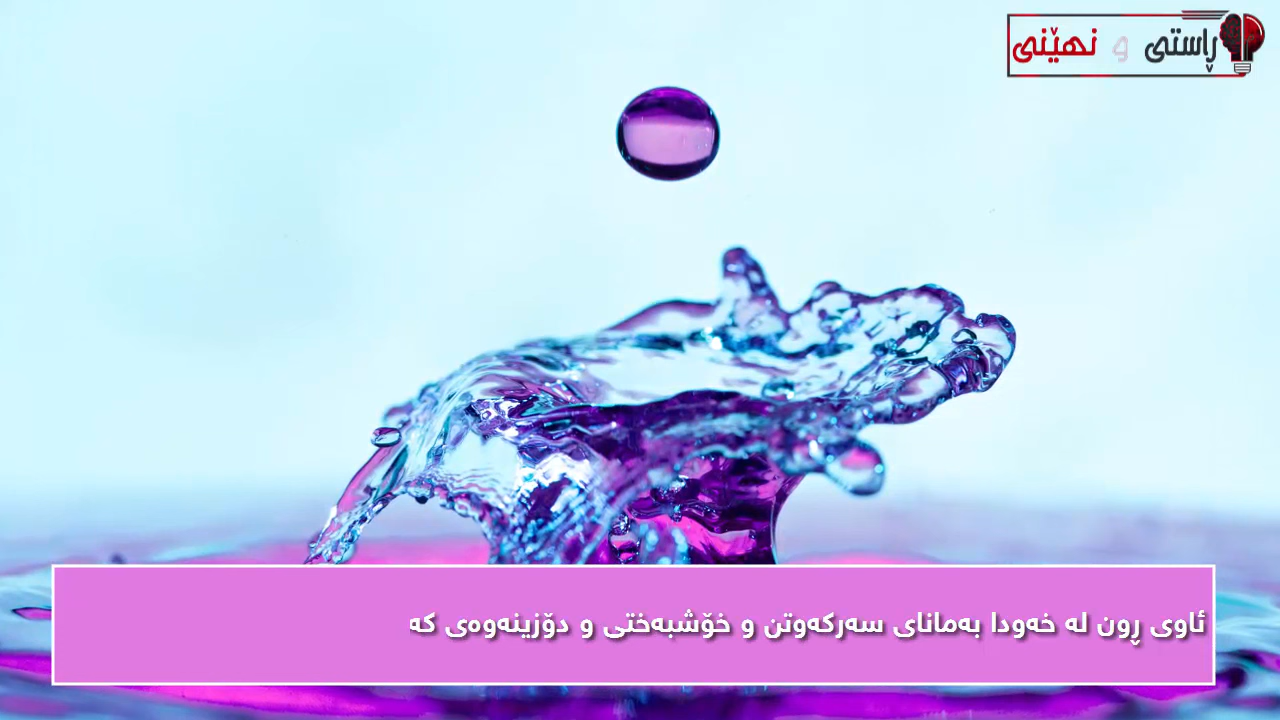 ڕاستی و نهێنی
ئاوی ڕون لە خەودا بەمانای سەرکەوتن و خۆشبەختی و دۆزینەوەی کە